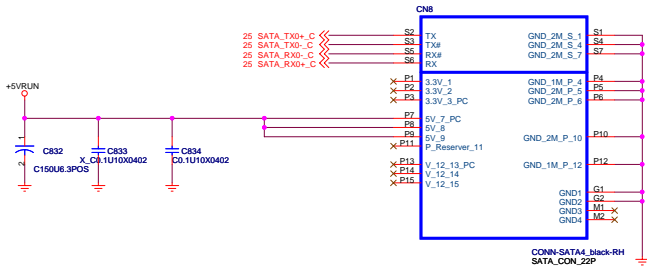 CN8
25 SATA_TX0+_C S2 TX GND_2M_S_1 S1
25 SATA_TX0-_C S3 TX# GND_2M_S_4 S4
25 SATA_RX0-_C S5 RX# GND_2M_S_7 S7
25 SATA_RX0+_C S6 RX
P1 3.3V_1 GND_1M_P_4 P4
P2 3.3V_2 GND_2M_P_5 P5
P3 3.3V_3_PC GND_2M_P_6 P6
+5VRUN
P7 5V_7_PC
P8 5V_8
P9 5V_9 GND_2M_P_10 P10
P11 P_Reserver_11
1 C832 C833 C834
2 X_C0.1U10X0402 C0.1U10X0402
C150U6.3POS
P13 V_12_13_PC GND_1M_P_12 P12
P14 V_12_14
P15 V_12_15
GND1 G1
GND2 G2
GND3 M1
GND4 M2
CONN-SATA4_black-RH
SATA_CON_22P